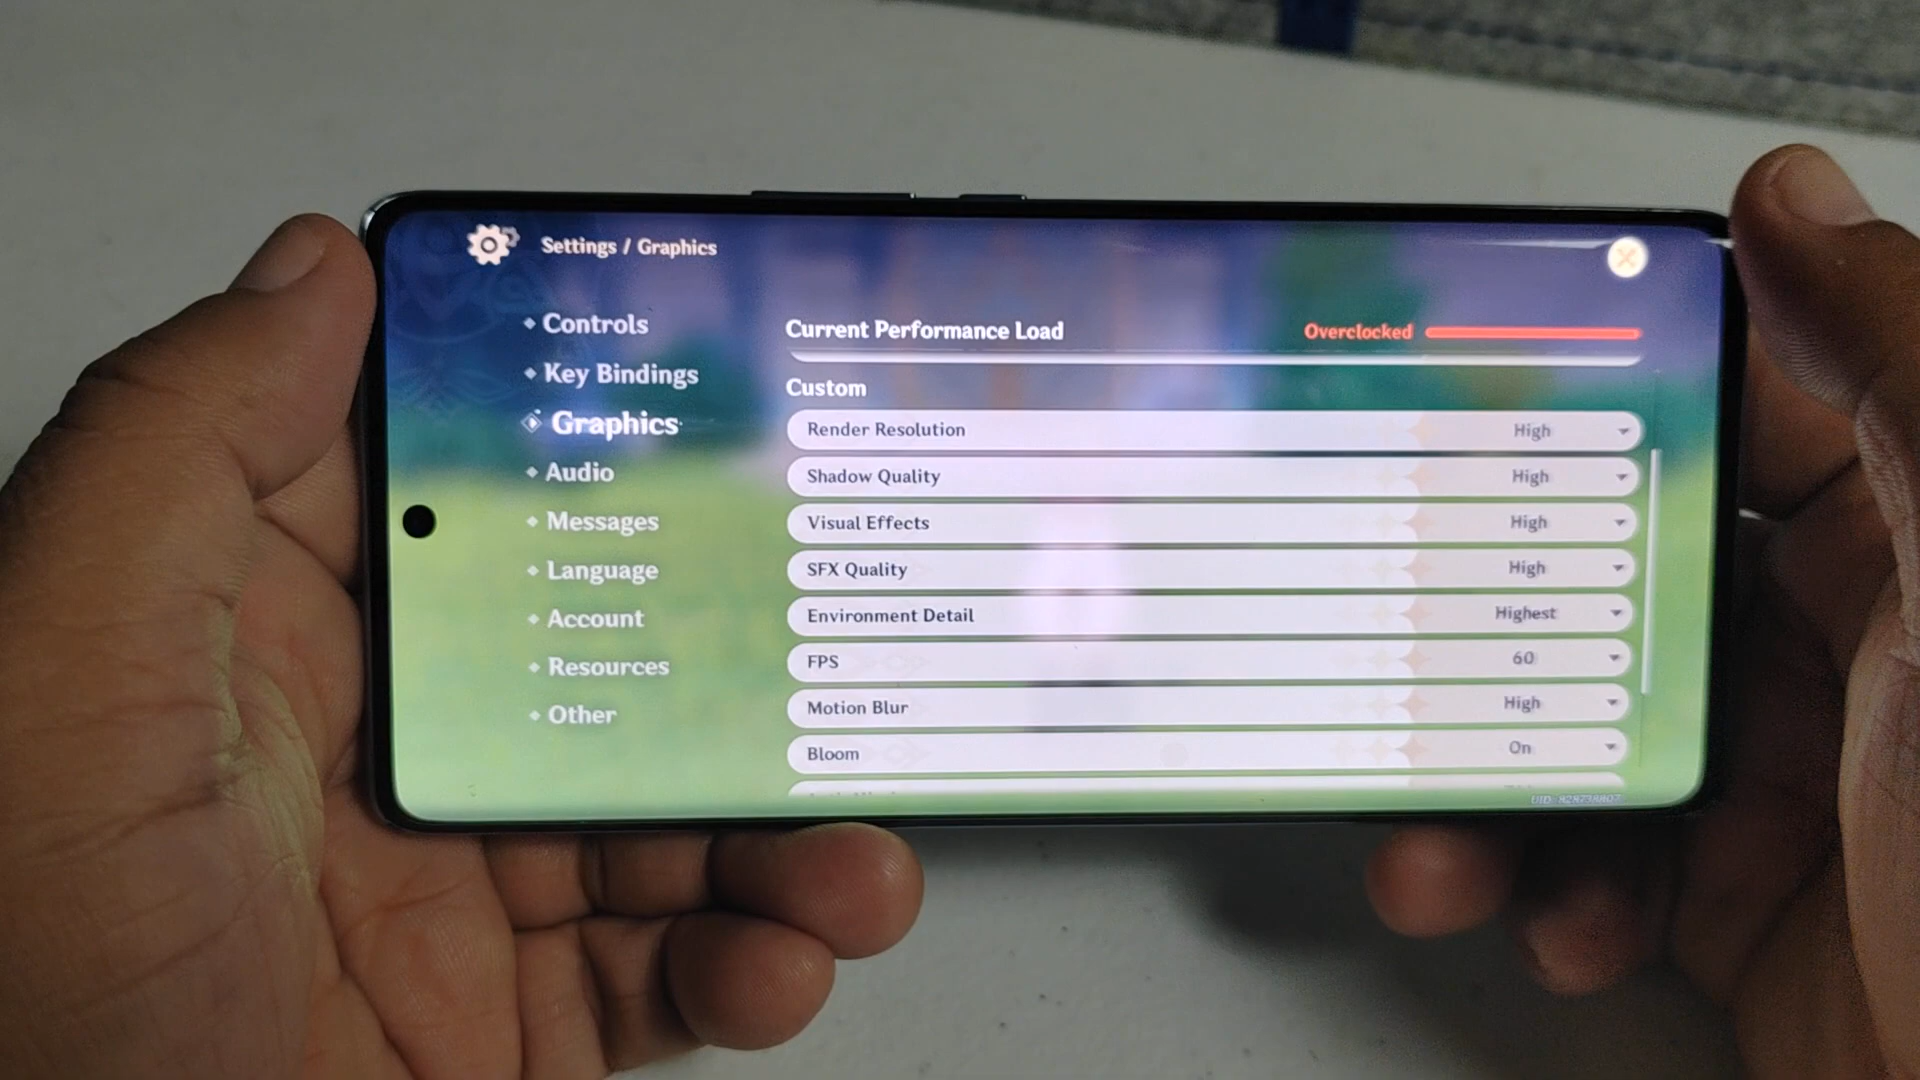 Settings / Graphics
Controls
Key Bindings
Graphics
Audio
Messages
Language
Account
Resources
Other
Current Performance Load Overclocked
Custom
Render Resolution High
Shadow Quality High
Visual Effects High
SFX Quality High
Environment Detail Highest
FPS 60
Motion Blur High
Bloom On
UID: 828738807